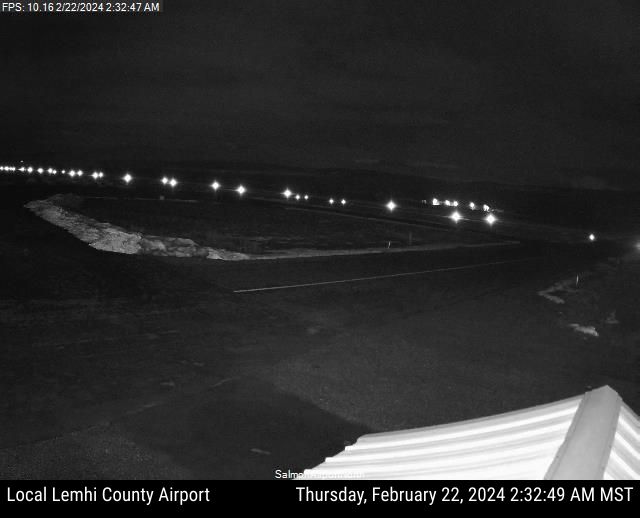 FPS: 10.16 2/22/2024 2:32:47 AM
Local Lemhi County Airport
Thursday, February 22, 2024 2:32:49 AM MST